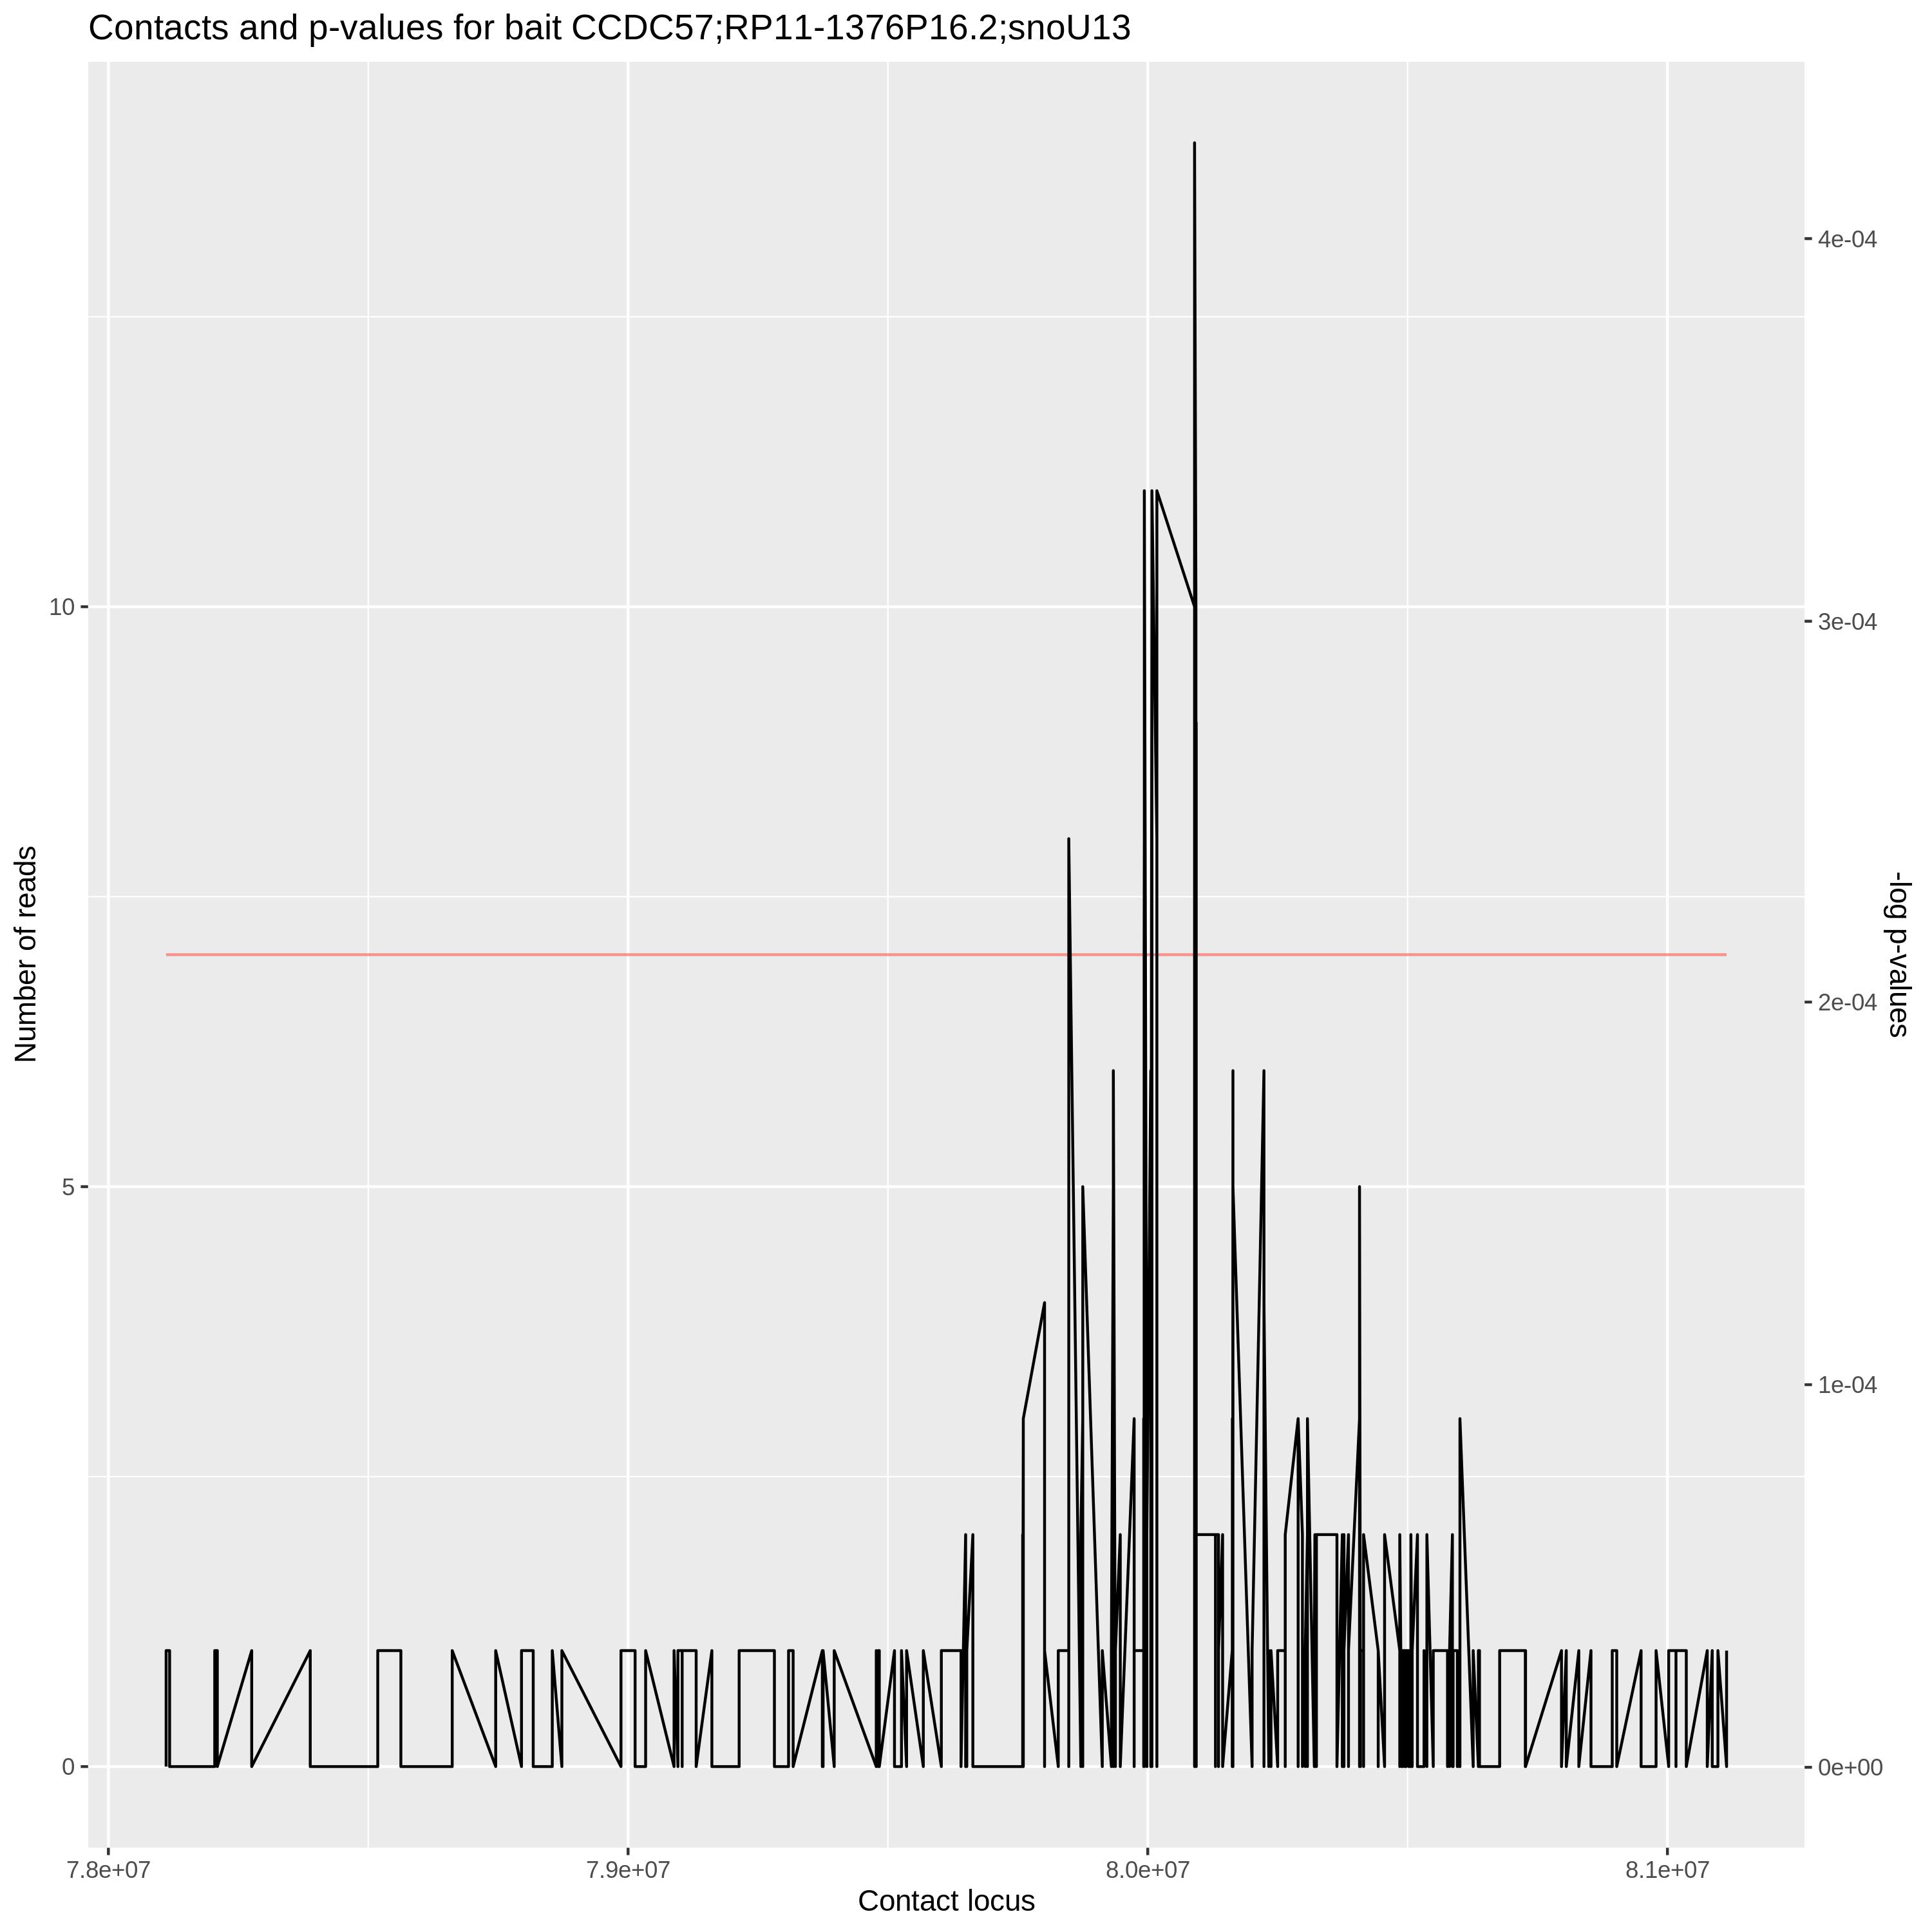 Contacts and p-values for bait CCDC57;RP11-1376P16.2;snoU13
Number of reads
10
5
0
4e-04
3e-04
2e-04
1e-04
0e+00
-log p-values
7.8e+07
7.9e+07
8.0e+07
8.1e+07
Contact locus